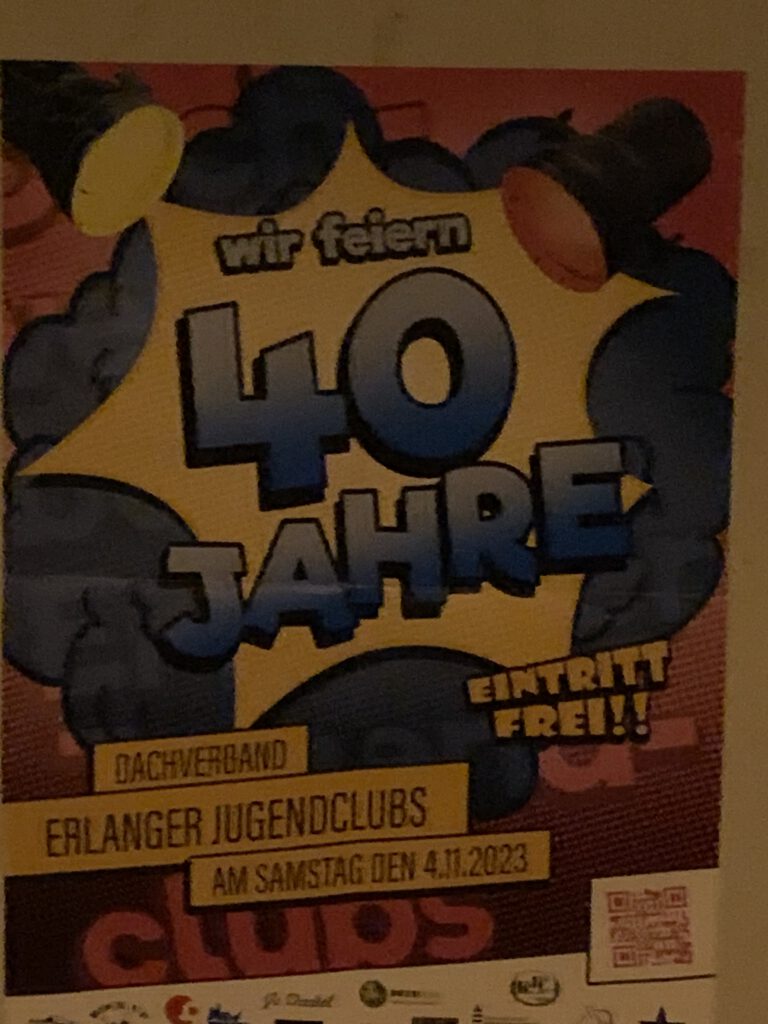 wir feiern
40
JAHRE
EINTRITT
FREI!!
DACHVERBAND
ERLANGER JUGENDCLUBS
AM SAMSTAG DEN 4.11.2023
clubs